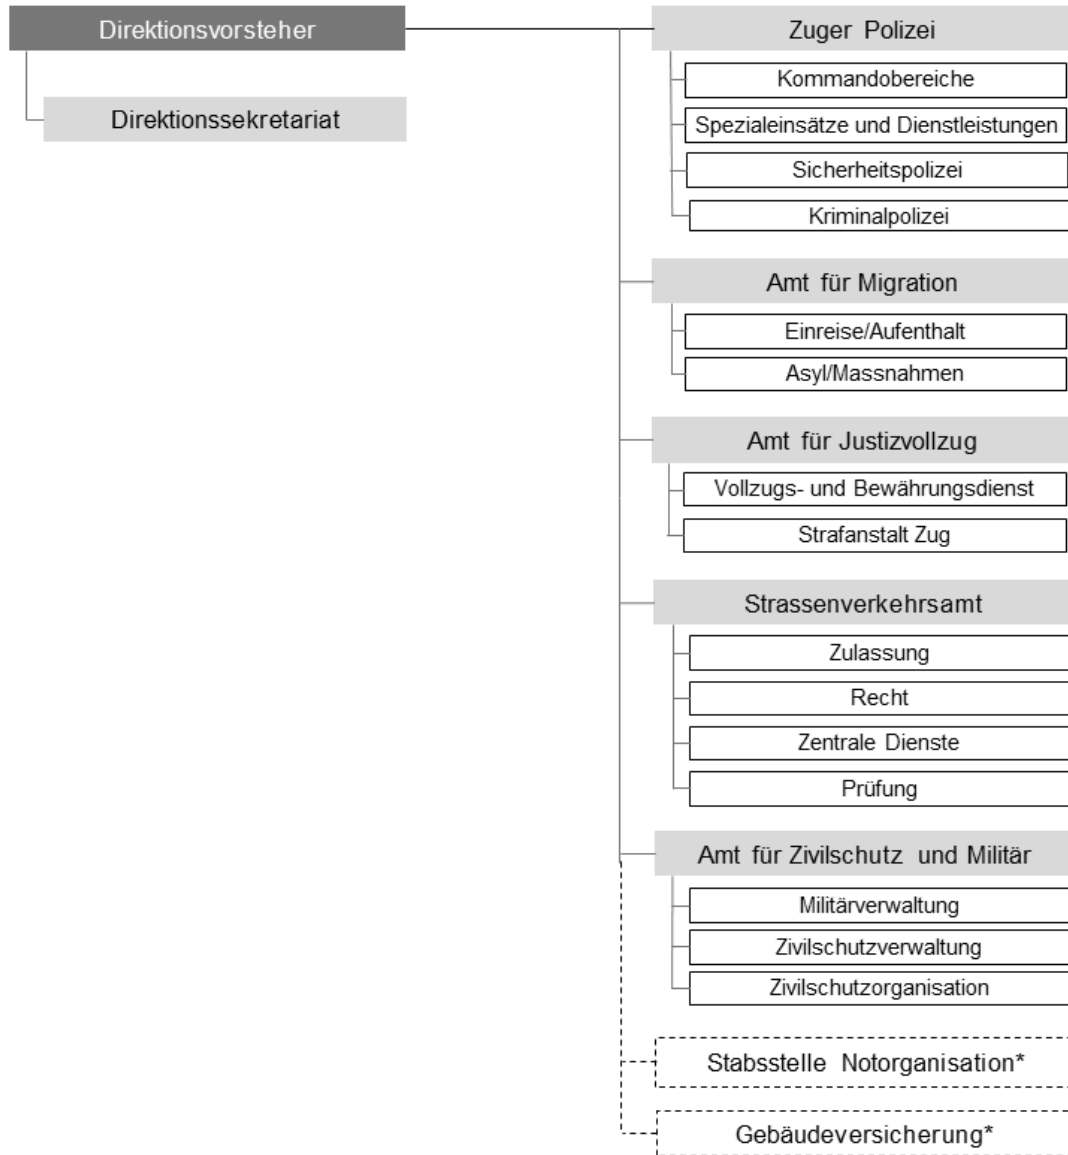 Direktionsvorsteher
Direktionssekretariat
Zuger Polizei
Kommandobereiche
Spezialeinsätze und Dienstleistungen
Sicherheitspolizei
Kriminalpolizei
Amt für Migration
Einreise/Aufenthalt
Asyl/Massnahmen
Amt für Justizvollzug
Vollzugs- und Bewährungsdienst
Strafanstalt Zug
Strassenverkehrsamt
Zulassung
Recht
Zentrale Dienste
Prüfung
Amt für Zivilschutz und Militär
Militärverwaltung
Zivilschutzverwaltung
Zivilschutzorganisation
Stabsstelle Notorganisation*
Gebäudeversicherung*